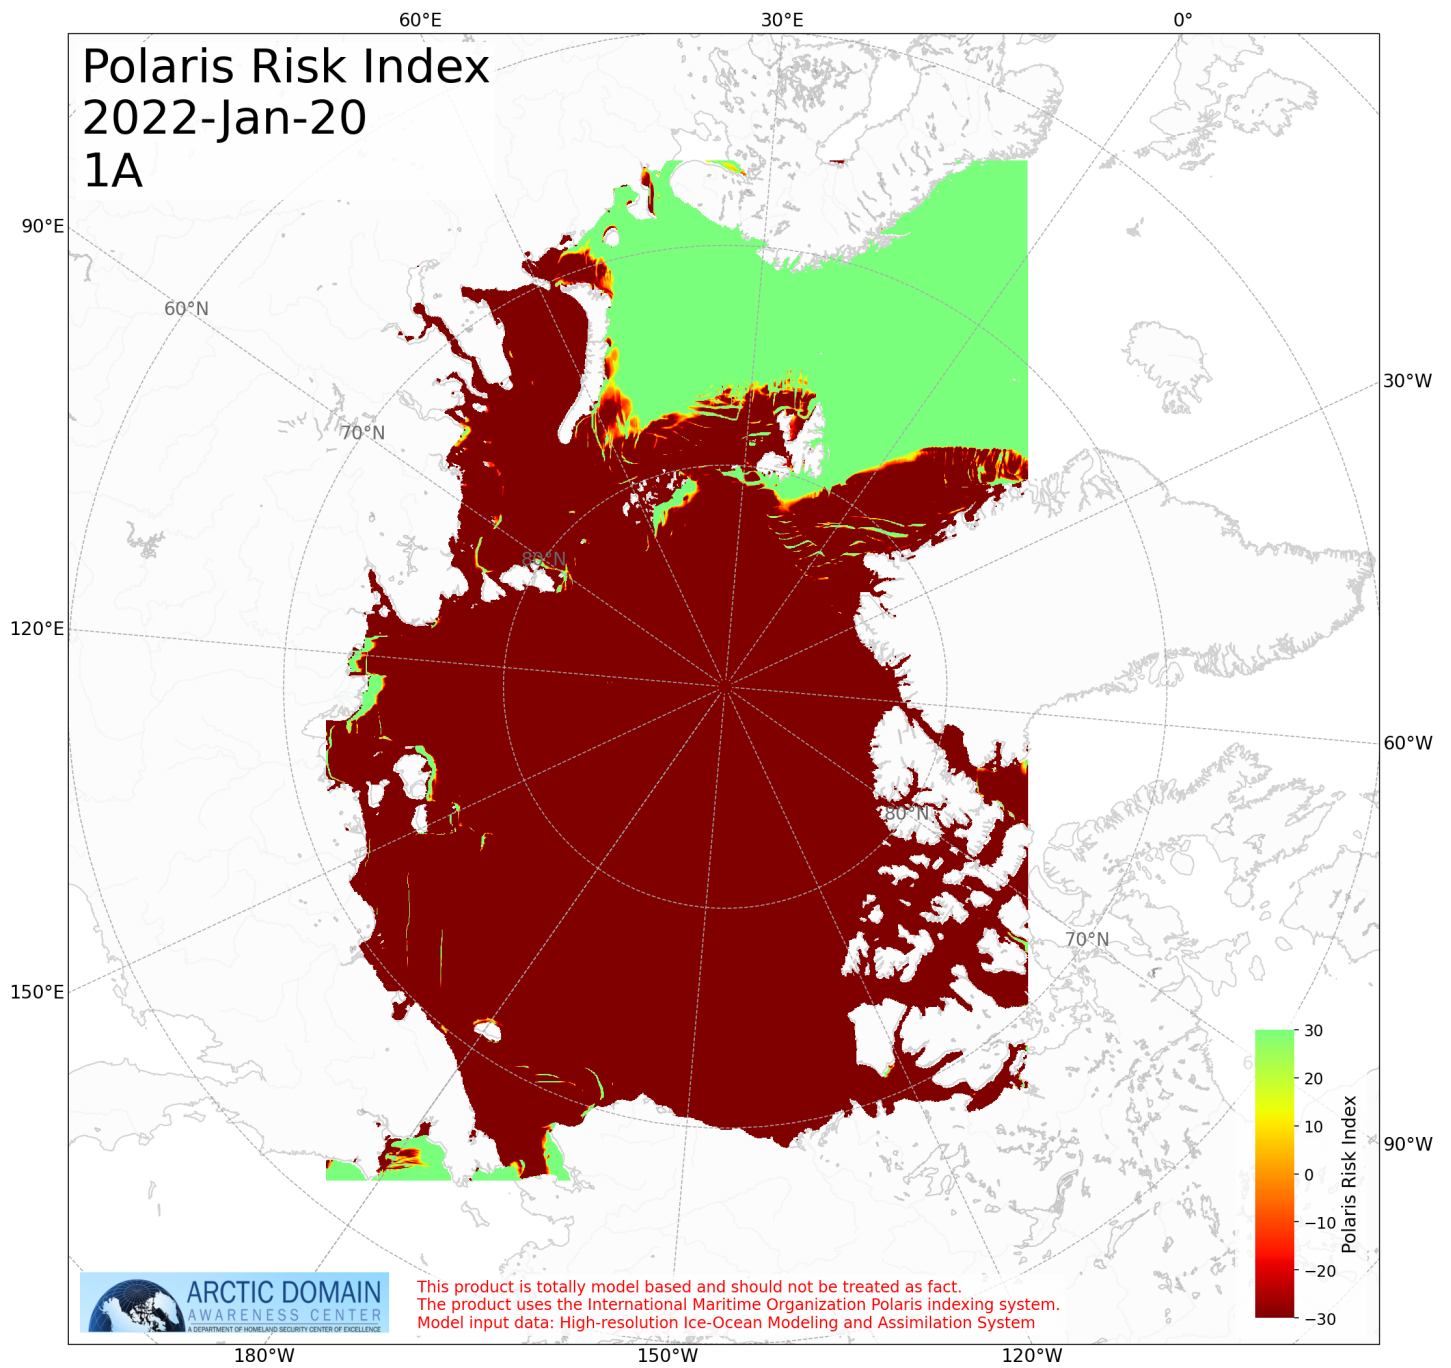 60°E 30°E 0°
Polaris Risk Index
2022-Jan-20
1A
90°E
60°N
30°W
70°N
80°N
120°E
60°W
80°N
70°N
150°E
30
20
10
0
−10
−20
−30
Polaris Risk Index
90°W
ARCTIC DOMAIN
AWARENESS CENTER
A DEPARTMENT OF HOMELAND SECURITY CENTER OF EXCELLENCE
This product is totally model based and should not be treated as fact.
The product uses the International Maritime Organization Polaris indexing system.
Model input data: High-resolution Ice-Ocean Modeling and Assimilation System
180°W 150°W 120°W